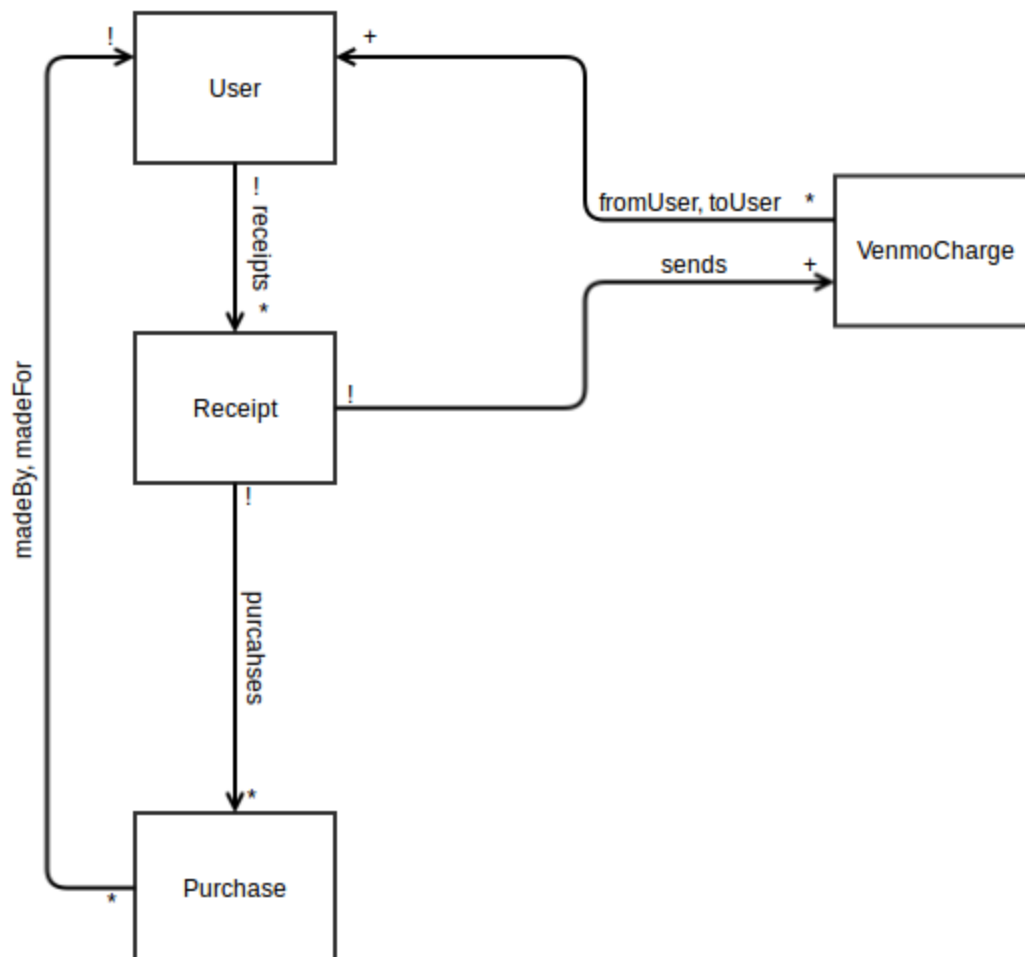 ! +
User
! receipts *
fromUser, toUser *
VenmoCharge
sends +
madeBy, madeFor
Receipt !
!
purcahses
*
Purchase
*